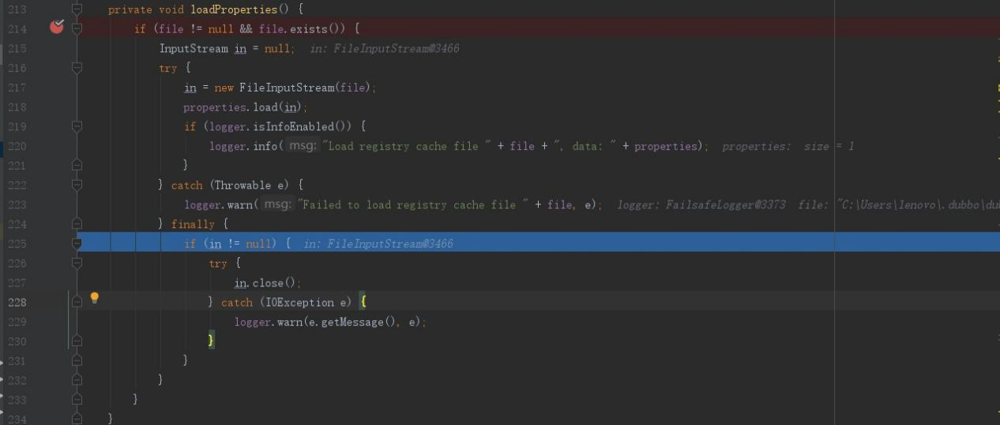 213 private void loadProperties() {
214 if (file != null && file.exists()) {
215 InputStream in = null; in: FileInputStream@3466
216 try {
217 in = new FileInputStream(file);
218 properties.load(in);
219 if (logger.isInfoEnabled()) {
220 logger.info( msg: "Load registry cache file " + file + ", data: " + properties); properties: size = 1
221 }
222 } catch (Throwable e) {
223 logger.warn( msg: "Failed to load registry cache file " + file, e); logger: FailsafeLogger@3373 file: "C:\Users\lenovo\.dubbo\du
224 } finally {
225 if (in != null) { in: FileInputStream@3466
226 try {
227 in.close();
228 } catch (IOException e) {
229 logger.warn(e.getMessage(), e);
230 }
231 }
232 }
233 }
234 }